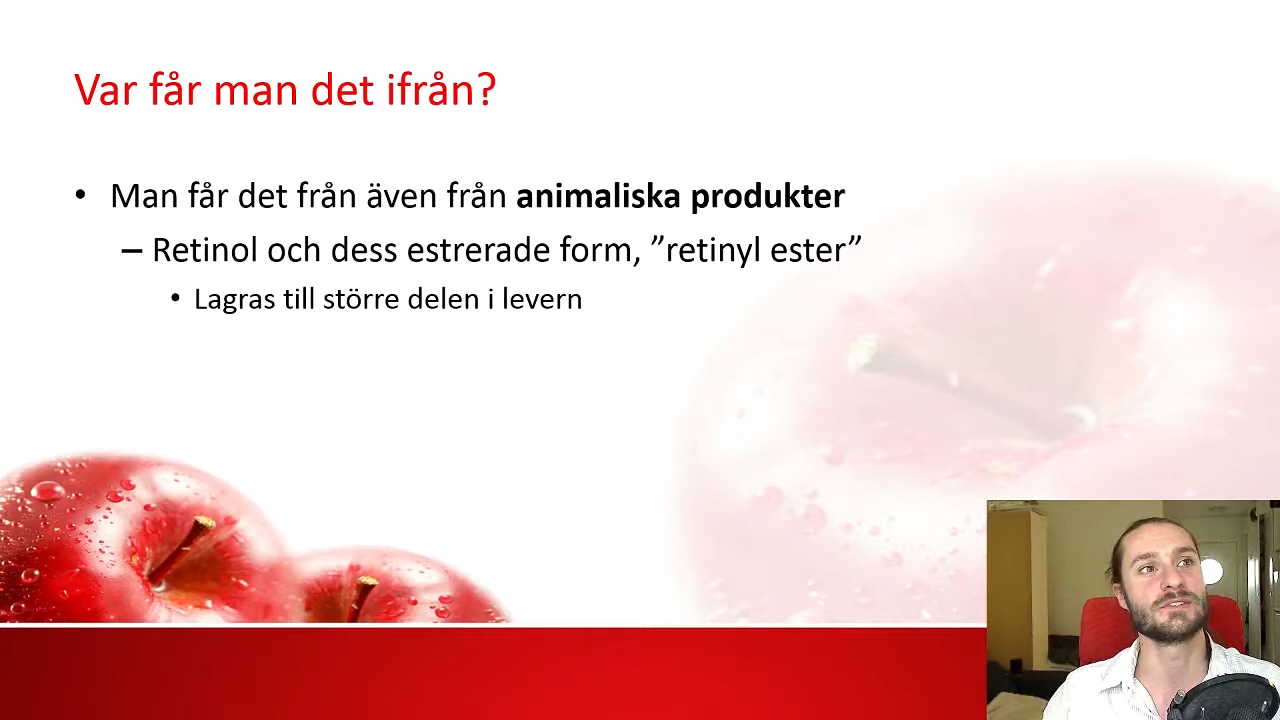 Var får man det ifrån?
• Man får det från även från animaliska produkter
– Retinol och dess estrerade form, ”retinyl ester”
• Lagras till större delen i levern